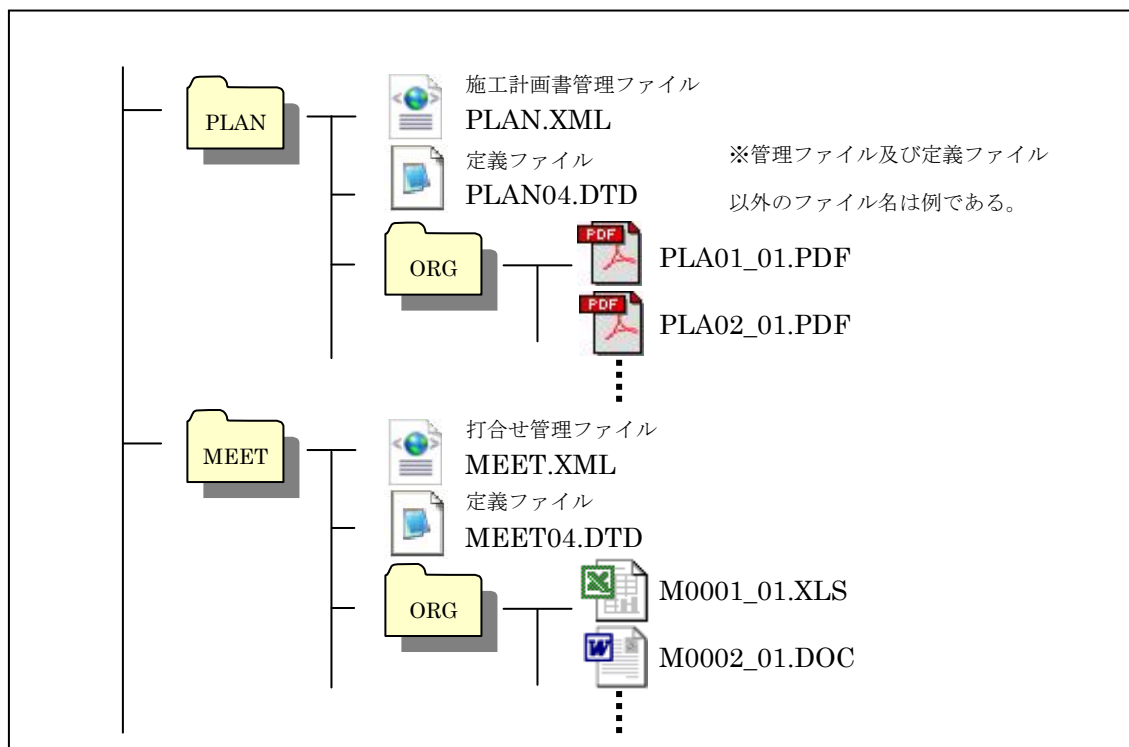 施工計画書管理ファイル
PLAN
PLAN.XML
定義ファイル
PLAN04.DTD
※管理ファイル及び定義ファイル
以外のファイル名は例である。
ORG
PDF
PLA01_01.PDF
PDF
PLA02_01.PDF
打合せ管理ファイル
MEET
MEET.XML
定義ファイル
MEET04.DTD
ORG
M0001_01.XLS
M0002_01.DOC